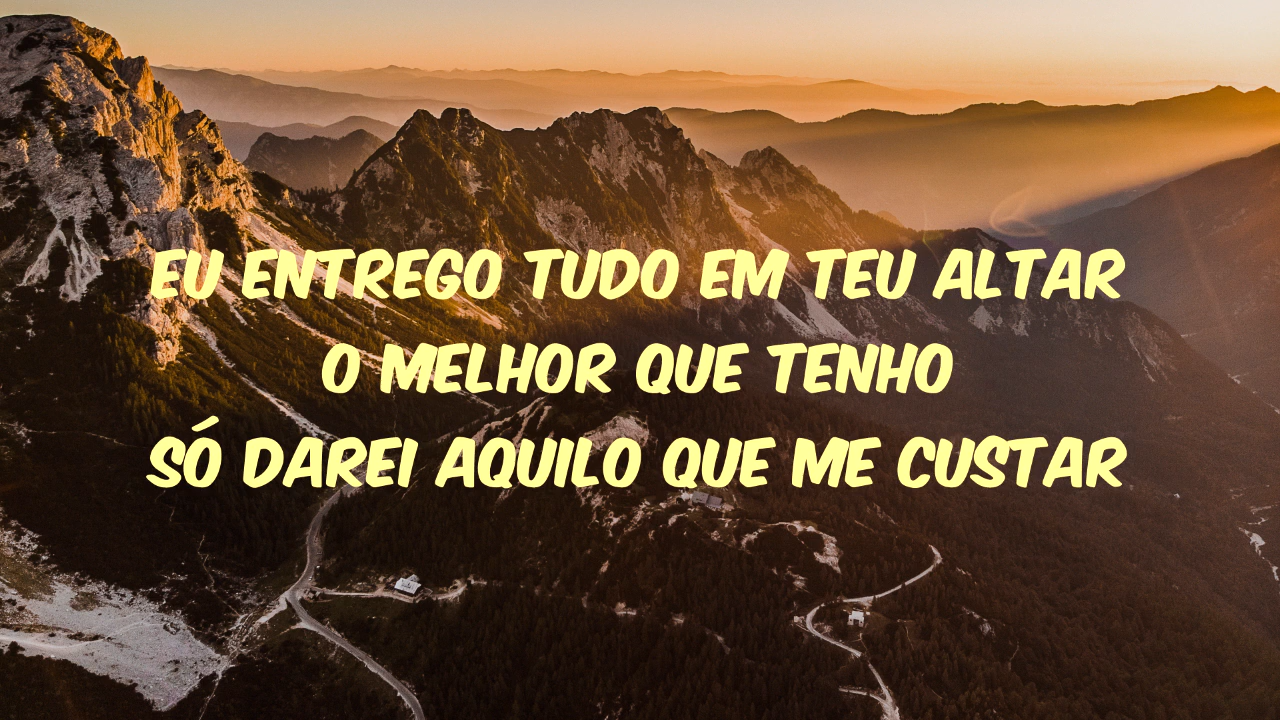 EU ENTREGO TUDO EM TEU ALTAR
O MELHOR QUE TENHO
SÓ DAREI AQUILO QUE ME CUSTAR